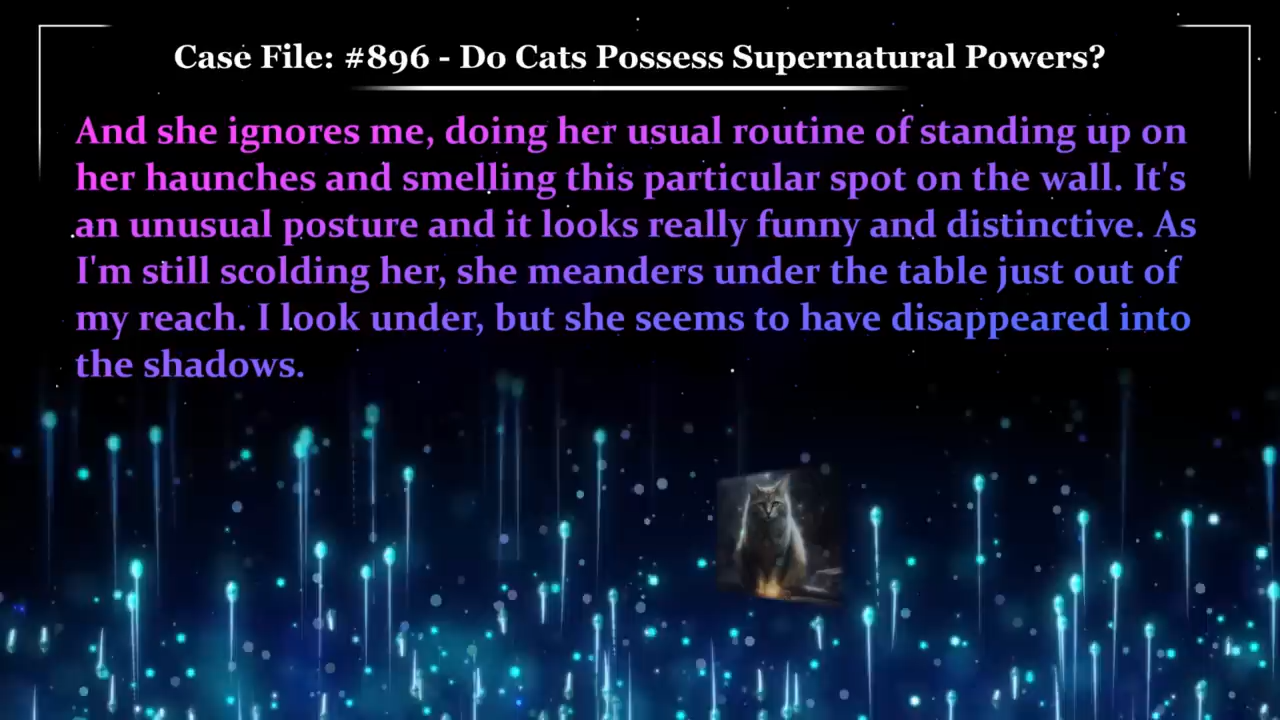 Case File: #896 - Do Cats Possess Supernatural Powers?
And she ignores me, doing her usual routine of standing up on
her haunches and smelling this particular spot on the wall. It's
an unusual posture and it looks really funny and distinctive. As
I'm still scolding her, she meanders under the table just out of
my reach. I look under, but she seems to have disappeared into
the shadows.